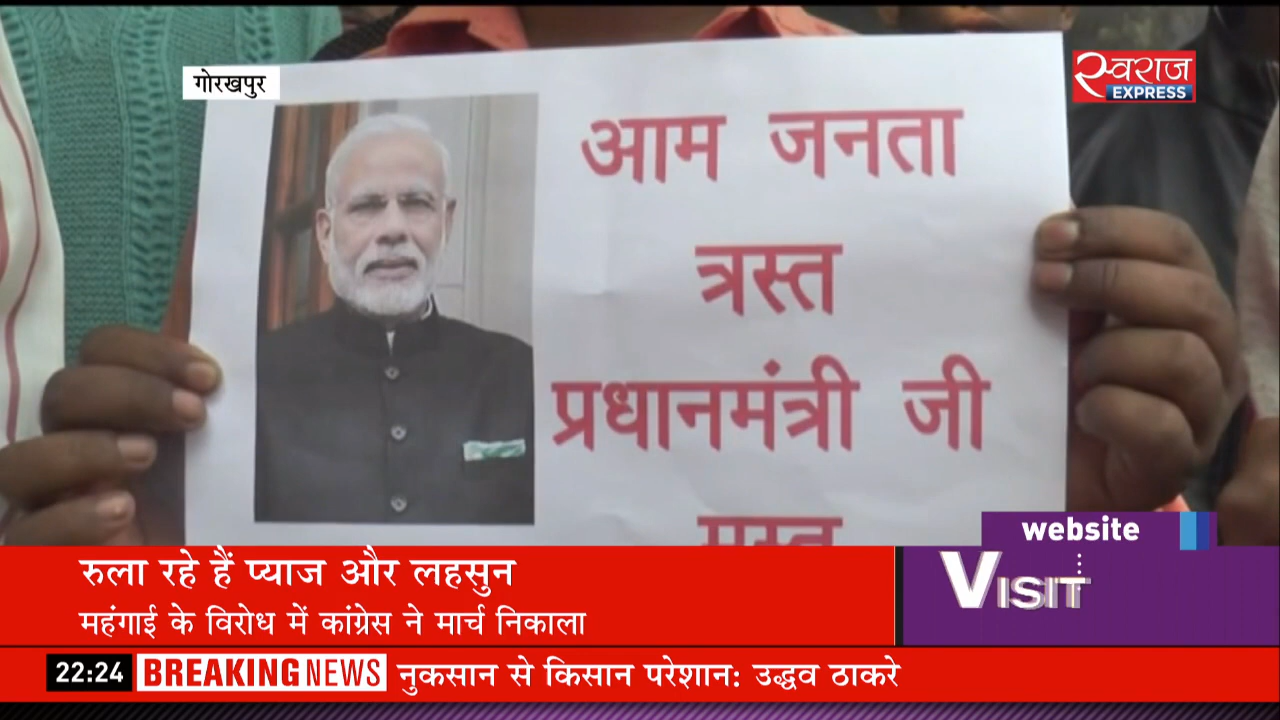 गोरखपुर
स्वराज
EXPRESS
आम जनता
त्रस्त
प्रधानमंत्री जी
website
VISIT
रुला रहे हैं प्याज और लहसुन
महंगाई के विरोध में कांग्रेस ने मार्च निकाला
22:24 BREAKING NEWS नुकसान से किसान परेशान: उद्धव ठाकरे